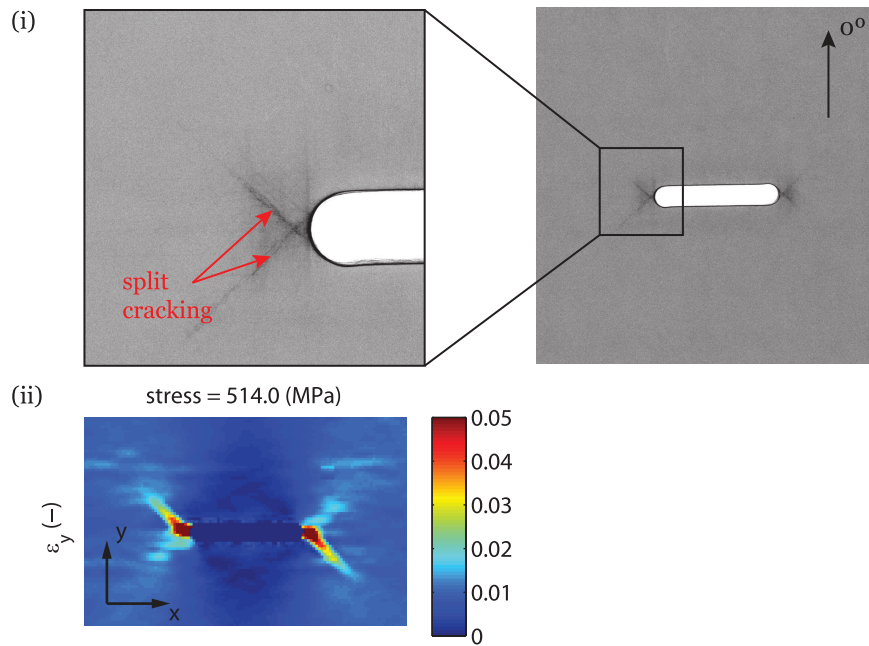 (i)
0°
split
cracking
(ii)
stress = 514.0 (MPa)
0.05
0.04
0.03
0.02
0.01
0
εy (–)
y
x